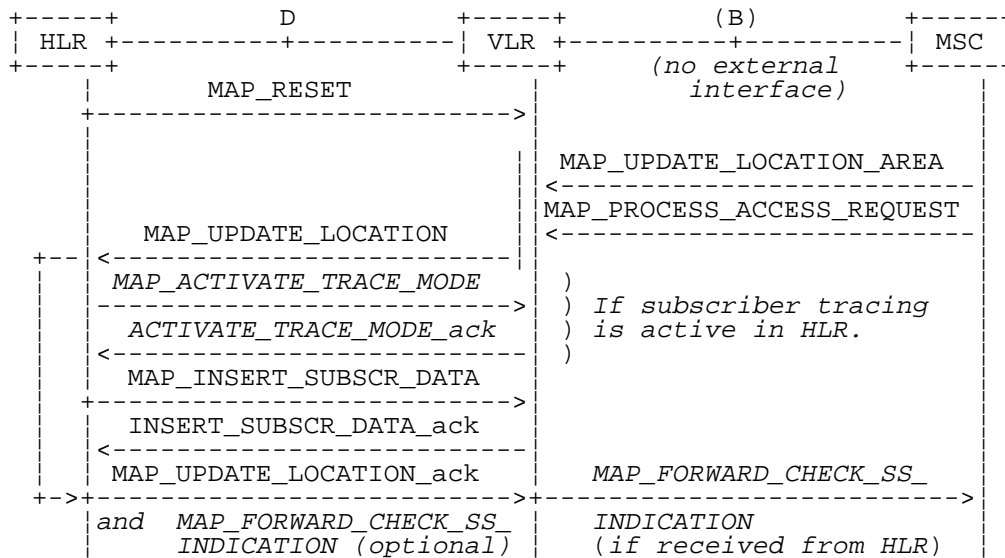 D (B)
HLR VLR MSC
(no external
MAP_RESET interface)
MAP_UPDATE_LOCATION_AREA
MAP_PROCESS_ACCESS_REQUEST
MAP_UPDATE_LOCATION
MAP_ACTIVATE_TRACE_MODE )
) If subscriber tracing
ACTIVATE_TRACE_MODE_ack ) is active in HLR.
)
MAP_INSERT_SUBSCR_DATA
INSERT_SUBSCR_DATA_ack
MAP_UPDATE_LOCATION_ack MAP_FORWARD_CHECK_SS_
and MAP_FORWARD_CHECK_SS_ INDICATION
INDICATION (optional) (if received from HLR)